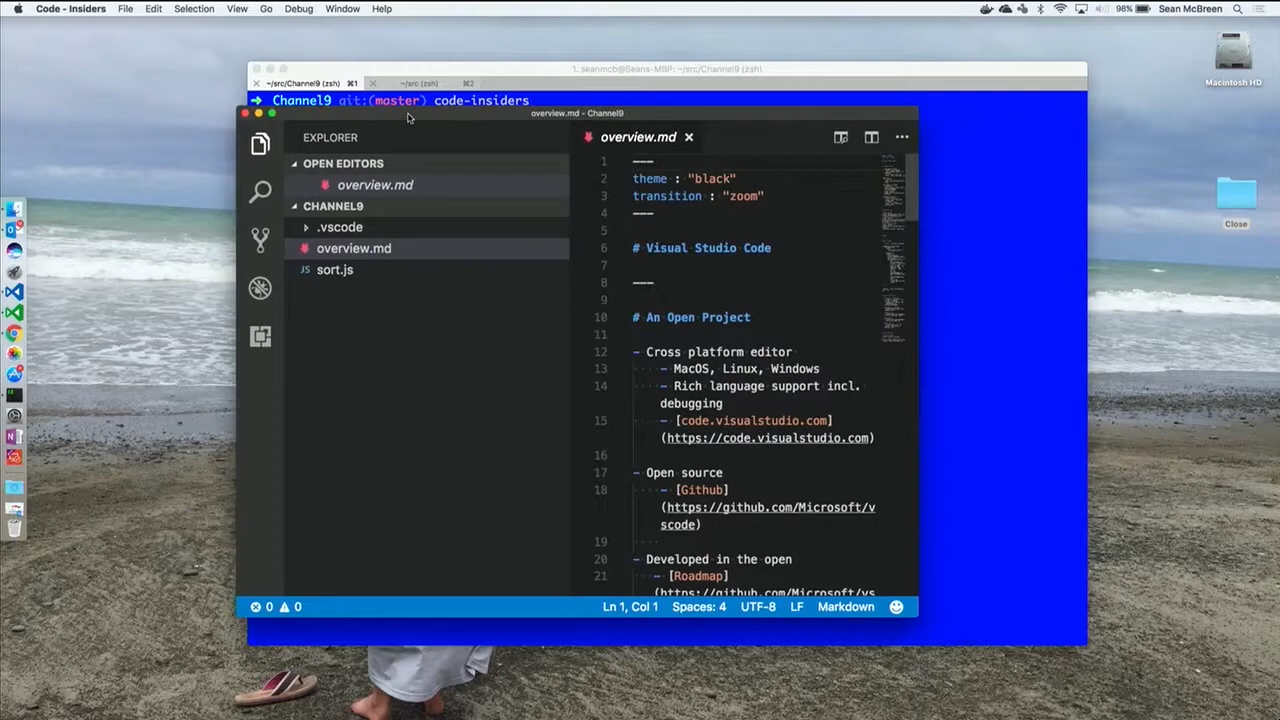 Code - Insiders File Edit Selection View Go Debug Window Help 98% Sean McBreen
1. seanmcb@Seans-MBP: ~/src/Channel9 (zsh)
~/src/Channel9 (zsh) ⌘1 ~/src (zsh) ⌘2
Macintosh HD
➜ Channel9 git:(master) code-insiders
overview.md - Channel9
EXPLORER
OPEN EDITORS
overview.md
CHANNEL9
.vscode
overview.md
JS sort.js
overview.md
1 ---
2 theme : "black"
3 transition : "zoom"
4 ---
5
6 # Visual Studio Code
7
8 ---
9
10 # An Open Project
11
12 - Cross platform editor
13 - MacOS, Linux, Windows
14 - Rich language support incl.
debugging
15 - [code.visualstudio.com]
(https://code.visualstudio.com)
16
17 - Open source
18 - [Github]
(https://github.com/Microsoft/v
scode)
19
20 - Developed in the open
21 - [Roadmap]
(https://github.com/Microsoft/vs
Close
0 0 Ln 1, Col 1 Spaces: 4 UTF-8 LF Markdown